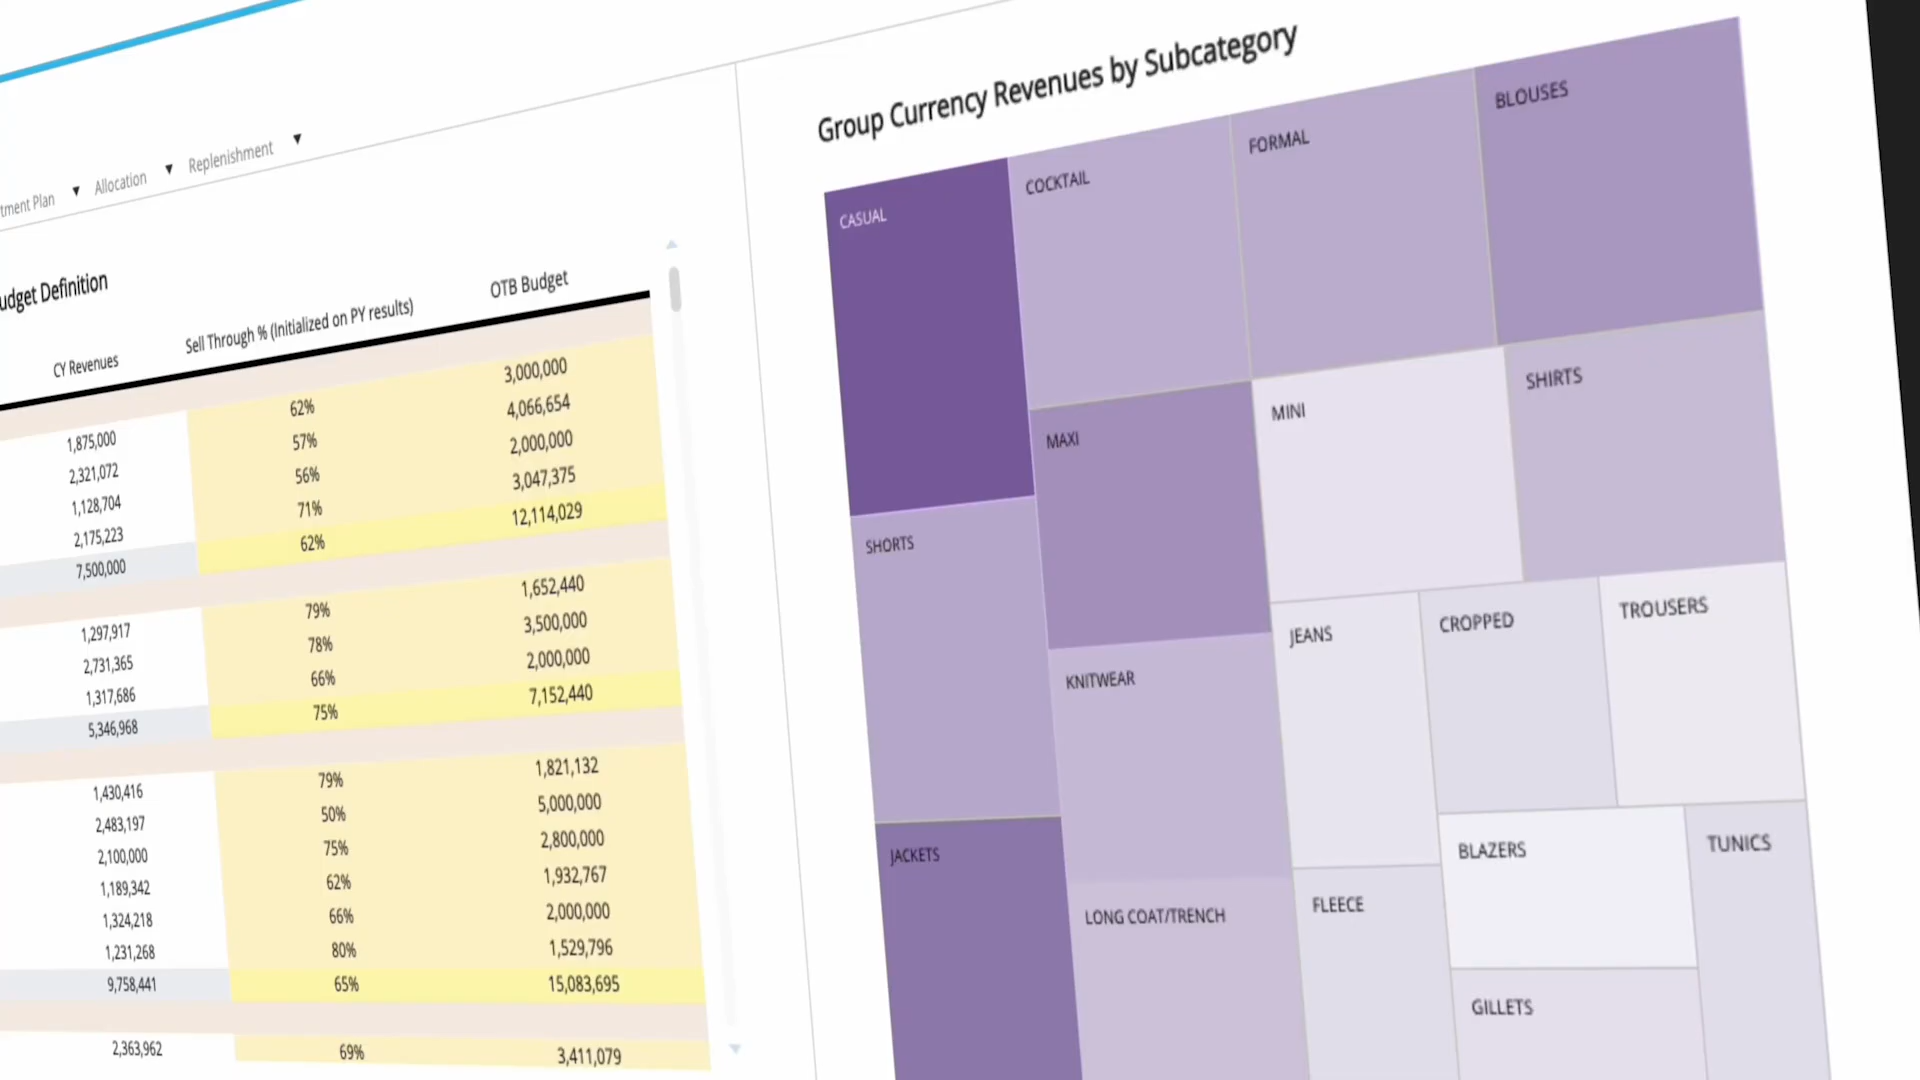 tment Plan ▼ Allocation ▼ Replenishment ▼
udget Definition
CY Revenues Sell Through % (Initialized on PY results) OTB Budget
1,875,000 62% 3,000,000
2,321,072 57% 4,066,654
1,128,704 56% 2,000,000
2,175,223 71% 3,047,375
7,500,000 62% 12,114,029
1,297,917 79% 1,652,440
2,731,365 78% 3,500,000
1,317,686 66% 2,000,000
5,346,968 75% 7,152,440
1,430,416 79% 1,821,132
2,483,197 50% 5,000,000
2,100,000 75% 2,800,000
1,189,342 62% 1,932,767
1,324,218 66% 2,000,000
1,231,268 80% 1,529,796
9,758,441 65% 15,083,695
2,363,962 69% 3,411,079
Group Currency Revenues by Subcategory
CASUAL
COCKTAIL
FORMAL
BLOUSES
MAXI
MINI
SHIRTS
SHORTS
KNITWEAR
JEANS
CROPPED
TROUSERS
JACKETS
LONG COAT/TRENCH
FLEECE
BLAZERS
TUNICS
GILLETS